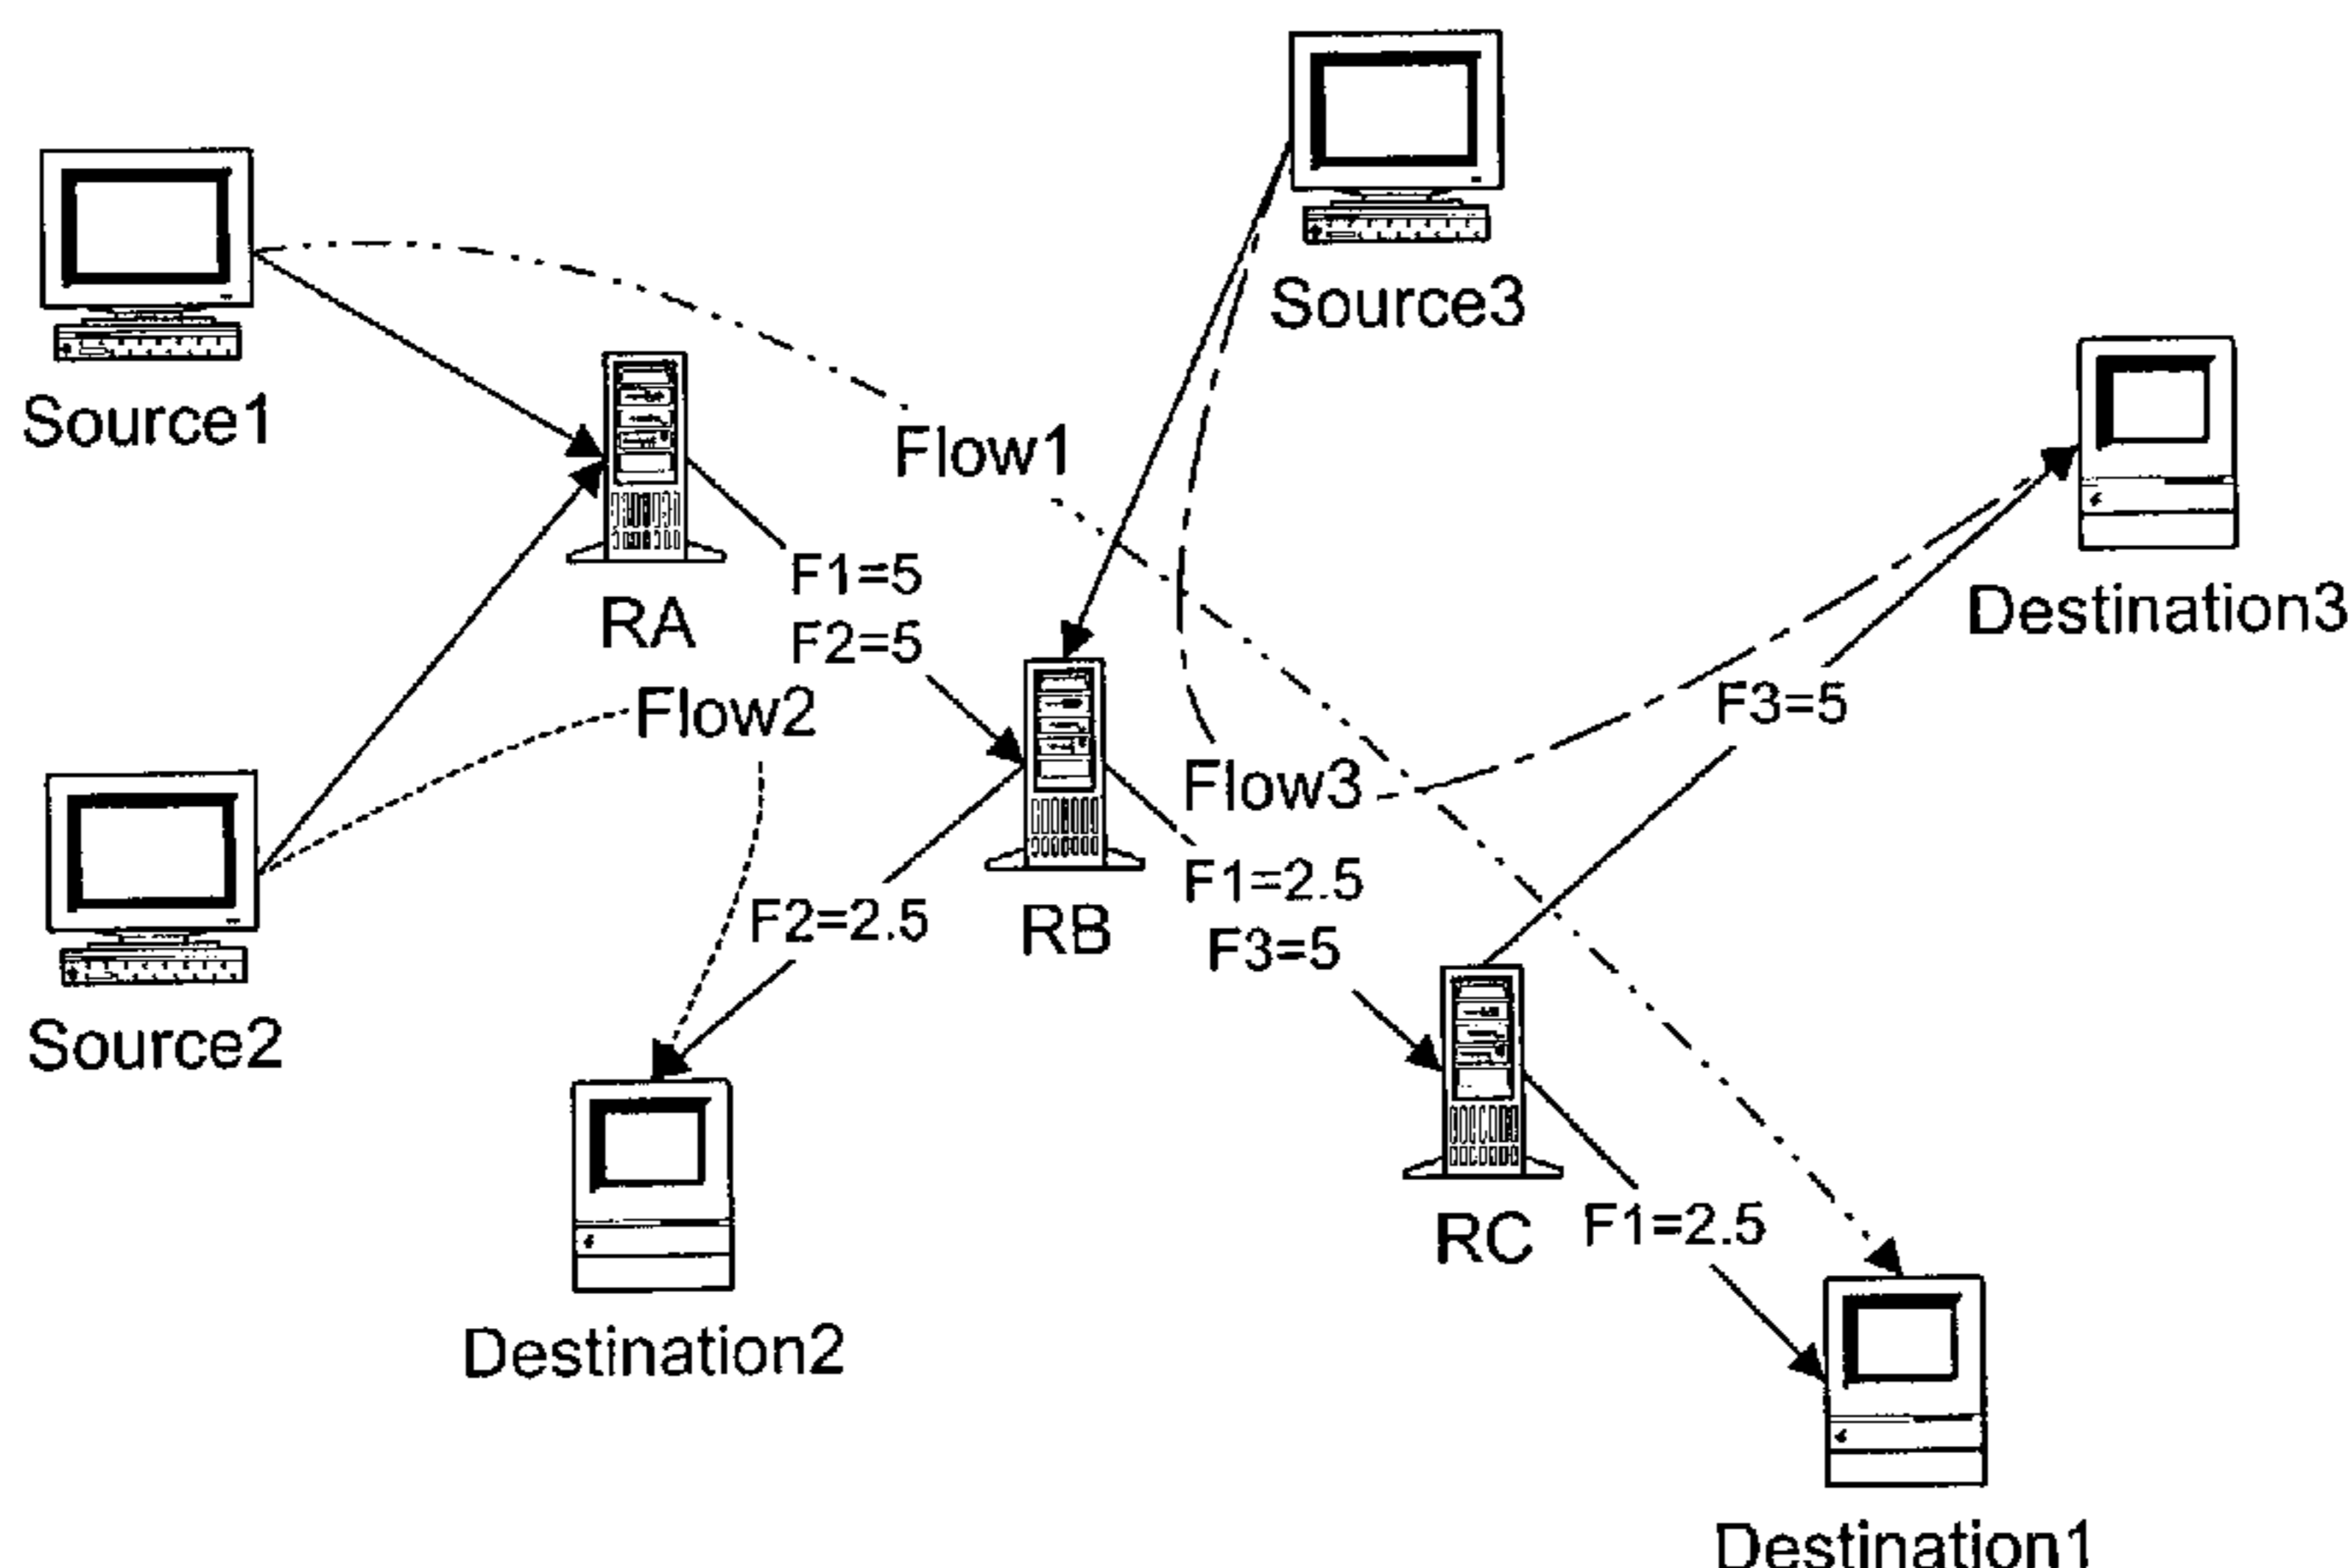 Source3
Source1
Flow1
F1=5
F2=5
RA
Destination3
Flow2
F3=5
Flow3
F1=2.5
F3=5
F2=2.5
RB
Source2
RC
F1=2.5
Destination2
Destination1